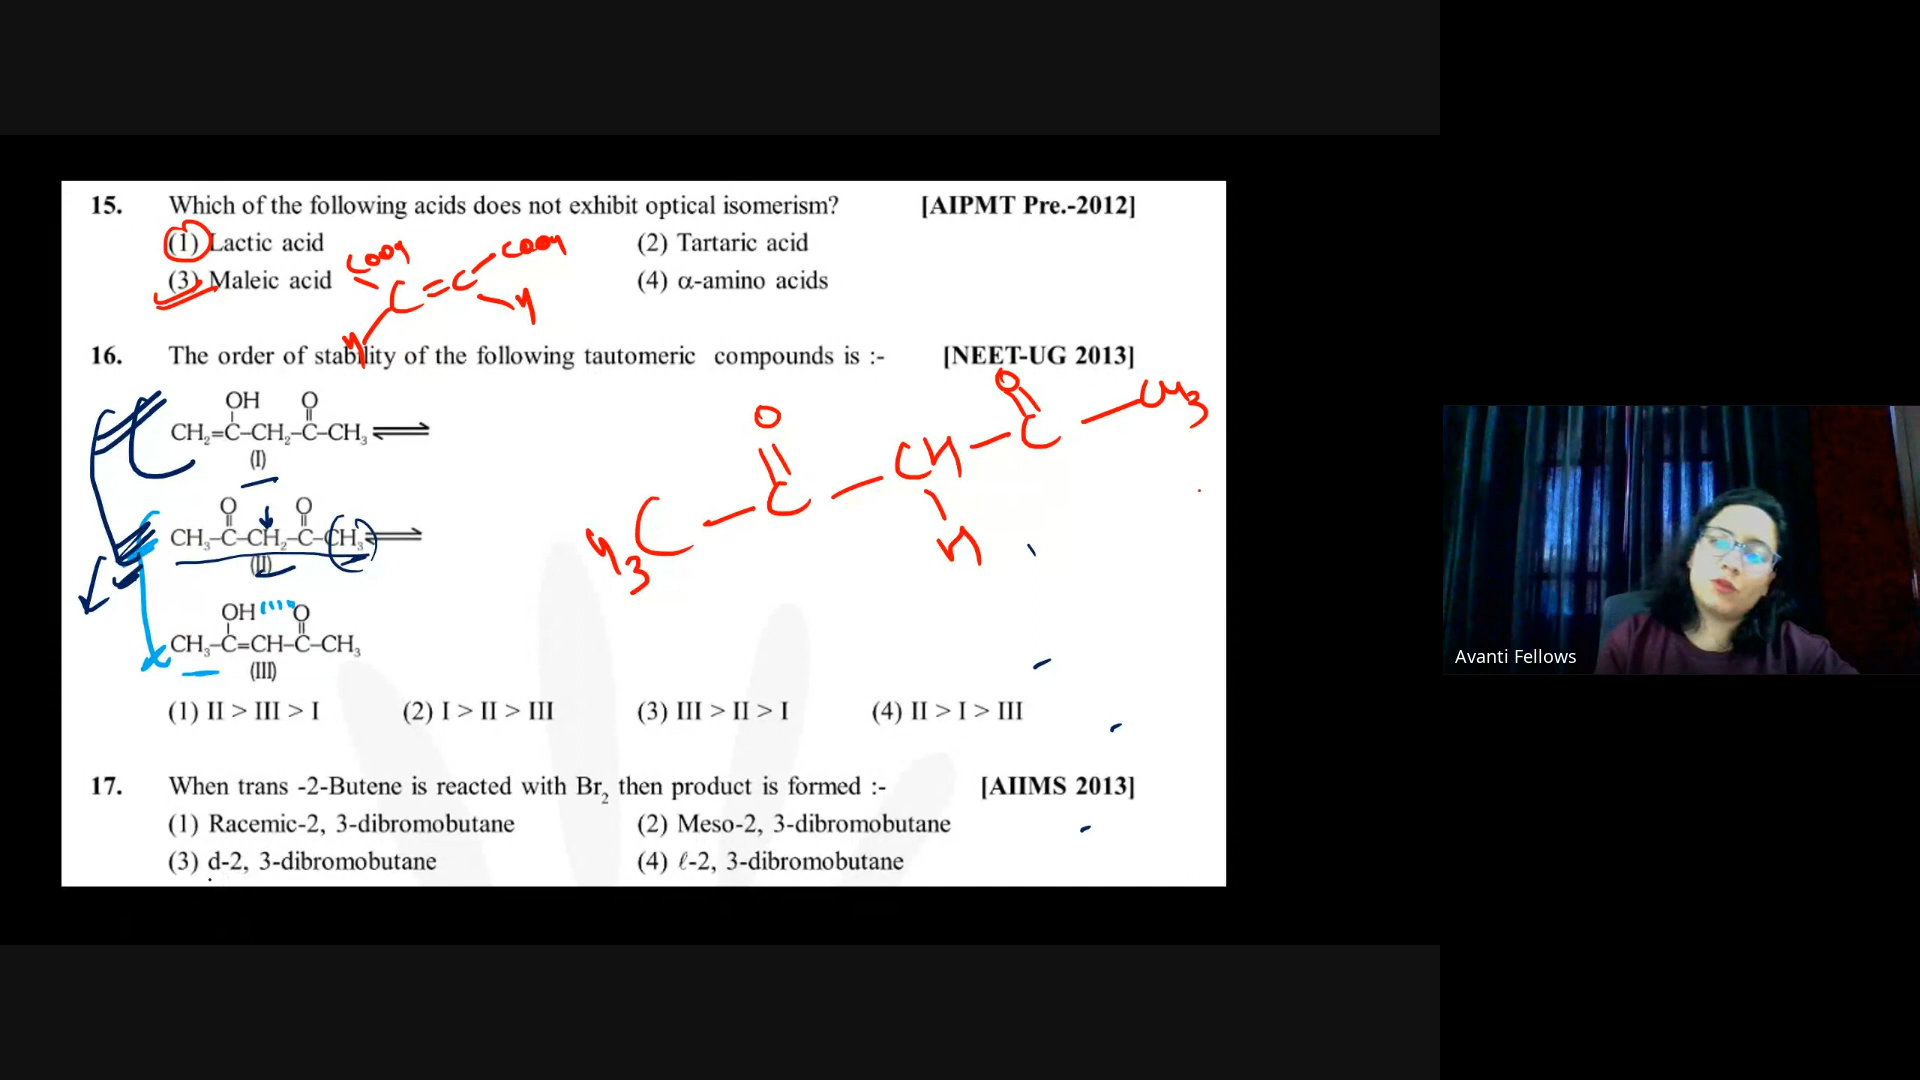 15. Which of the following acids does not exhibit optical isomerism? [AIPMT Pre.-2012]
(1) Lactic acid (2) Tartaric acid
(3) Maleic acid (4) α-amino acids
COOH COOH
C=C
H H
16. The order of stability of the following tautomeric compounds is :- [NEET-UG 2013]
OH O
CH₂=C–CH₂–C–CH₃ ⇌
(I)
O O
CH₃–C–CH₂–C–CH₃ ⇌
(II)
OH O
CH₃–C=CH–C–CH₃
(III)
O O
H₃C–C–CH–C–CH₃
H
(1) II > III > I (2) I > II > III (3) III > II > I (4) II > I > III
17. When trans -2-Butene is reacted with Br₂ then product is formed :- [AIIMS 2013]
(1) Racemic-2, 3-dibromobutane (2) Meso-2, 3-dibromobutane
(3) d-2, 3-dibromobutane (4) ℓ-2, 3-dibromobutane
Avanti Fellows